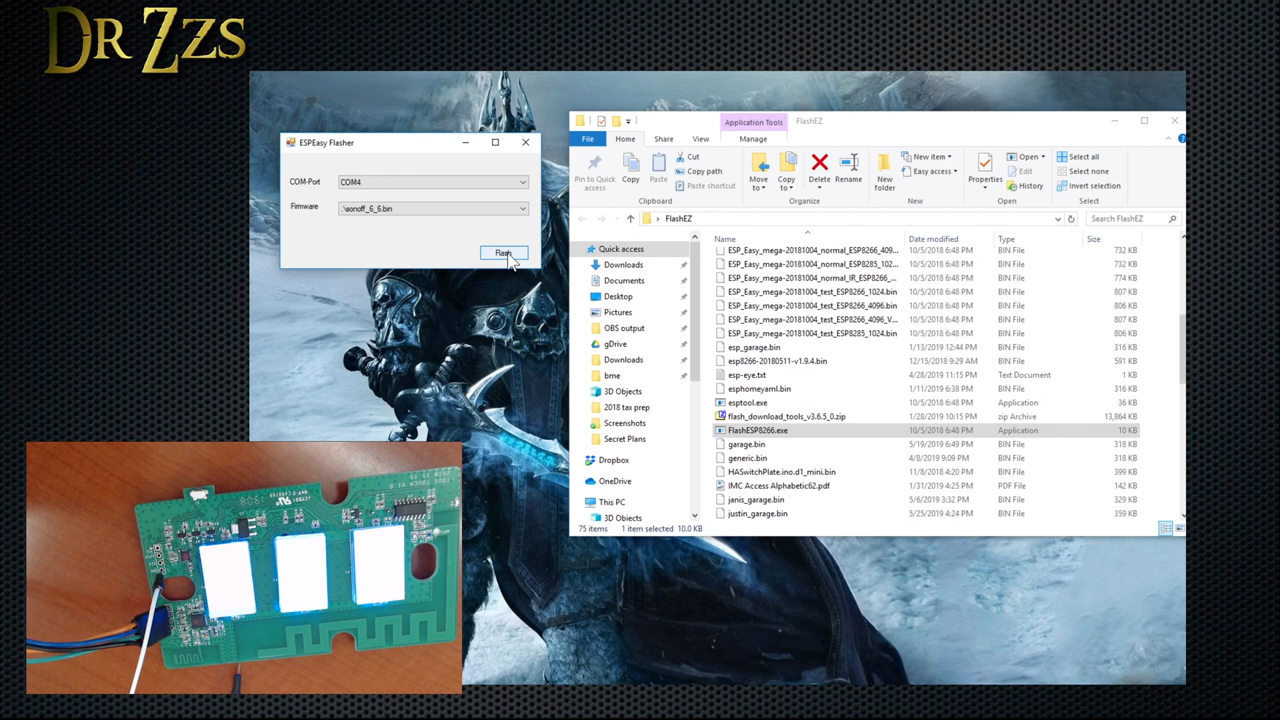 DR ZZS
ESPEasy Flasher
COM-Port
COM4
Firmware
.\sonoff_6_6.bin
Flash
Application Tools
FlashEZ
File
Home
Share
View
Manage
Pin to Quick access
Copy
Paste
Cut
Copy path
Paste shortcut
Clipboard
Move to
Copy to
Delete
Rename
Organize
New folder
New item
Easy access
New
Properties
Open
Edit
History
Open
Select all
Select none
Invert selection
Select
FlashEZ
Search FlashEZ
Quick access
Downloads
Documents
Desktop
Pictures
OBS output
gDrive
Downloads
bme
3D Objects
2018 tax prep
Screenshots
Secret Plans
Dropbox
OneDrive
This PC
3D Objects
Name Date modified Type Size
ESP_Easy_mega-20181004_normal_ESP8266_409... 10/5/2018 6:48 PM BIN File 732 KB
ESP_Easy_mega-20181004_normal_ESP8285_102... 10/5/2018 6:48 PM BIN File 732 KB
ESP_Easy_mega-20181004_normal_IR_ESP8266_... 10/5/2018 6:48 PM BIN File 774 KB
ESP_Easy_mega-20181004_test_ESP8266_1024.bin 10/5/2018 6:48 PM BIN File 807 KB
ESP_Easy_mega-20181004_test_ESP8266_4096.bin 10/5/2018 6:48 PM BIN File 806 KB
ESP_Easy_mega-20181004_test_ESP8266_4096_V... 10/5/2018 6:48 PM BIN File 807 KB
ESP_Easy_mega-20181004_test_ESP8285_1024.bin 10/5/2018 6:48 PM BIN File 806 KB
esp_garage.bin 1/13/2019 12:44 PM BIN File 316 KB
esp8266-20180511-v1.9.4.bin 12/15/2018 9:29 AM BIN File 591 KB
esp-eye.txt 4/28/2019 11:15 PM Text Document 1 KB
esphomeyaml.bin 1/11/2019 6:38 PM BIN File 316 KB
esptool.exe 10/5/2018 6:48 PM Application 36 KB
flash_download_tools_v3.6.5_0.zip 1/28/2019 10:15 PM zip Archive 13,864 KB
FlashESP8266.exe 10/5/2018 6:48 PM Application 10 KB
garage.bin 5/19/2019 6:49 PM BIN File 318 KB
generic.bin 4/8/2019 9:09 PM BIN File 318 KB
HASwitchPlate.ino.d1_mini.bin 11/8/2018 4:20 PM BIN File 399 KB
IMC Access Alphabetic62.pdf 1/31/2019 4:25 PM PDF File 142 KB
janis_garage.bin 5/6/2019 3:32 PM BIN File 329 KB
justin_garage.bin 5/25/2019 4:24 PM BIN File 359 KB
75 items 1 item selected 10.0 KB